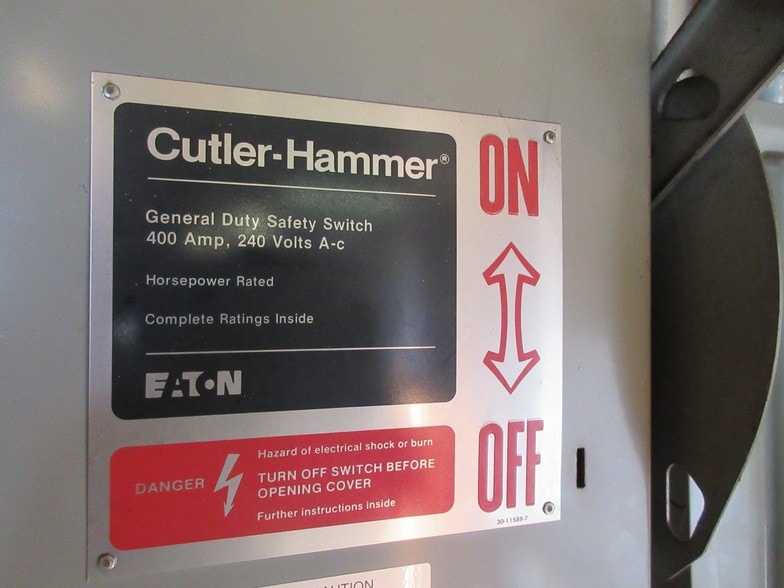 Cutler-Hammer®
General Duty Safety Switch
400 Amp, 240 Volts A-c
Horsepower Rated
Complete Ratings Inside
EATON
ON
OFF
DANGER
Hazard of electrical shock or burn
TURN OFF SWITCH BEFORE
OPENING COVER
Further instructions inside
30-11588-7